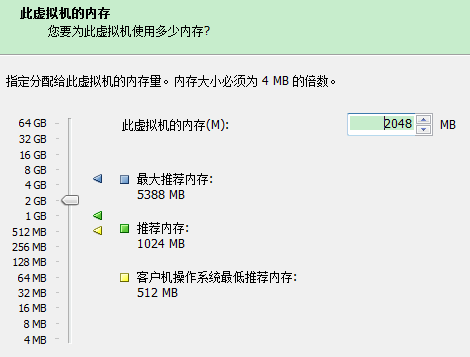 此虚拟机的内存
您要为此虚拟机使用多少内存?
指定分配给此虚拟机的内存量。内存大小必须为 4 MB 的倍数。
64 GB
此虚拟机的内存(M):
2048
MB
32 GB
16 GB
8 GB
4 GB
2 GB
1 GB
512 MB
256 MB
128 MB
64 MB
32 MB
16 MB
8 MB
4 MB
最大推荐内存:
5388 MB
推荐内存:
1024 MB
客户机操作系统最低推荐内存:
512 MB